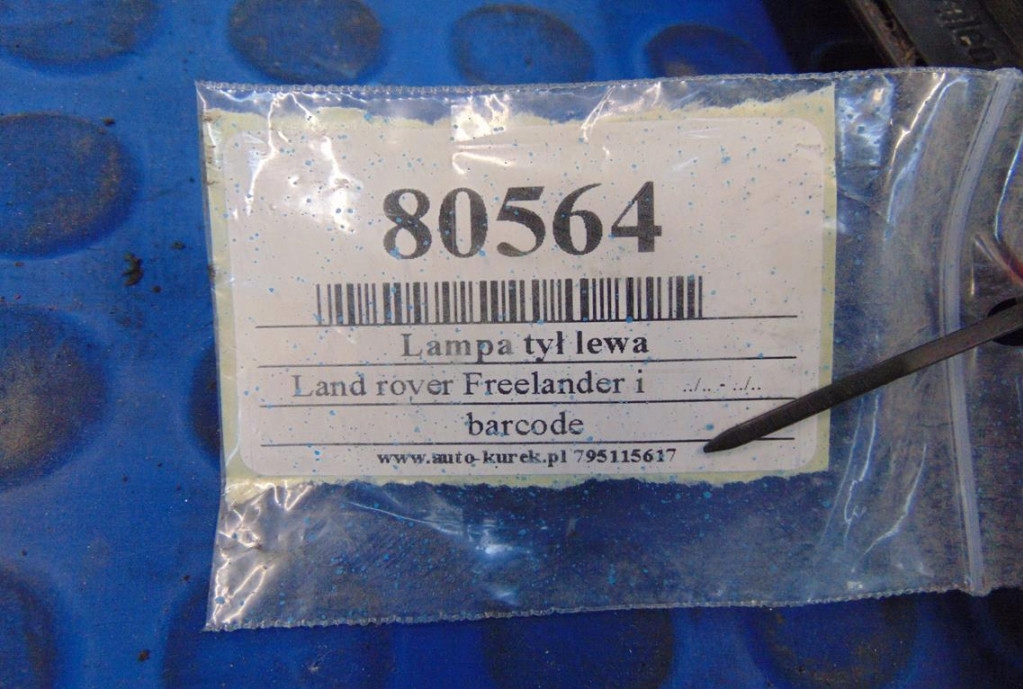 80564
Lampa tył lewa
Land rover Freelander i ../.. - ../..
barcode
www.auto-kurek.pl 795115617